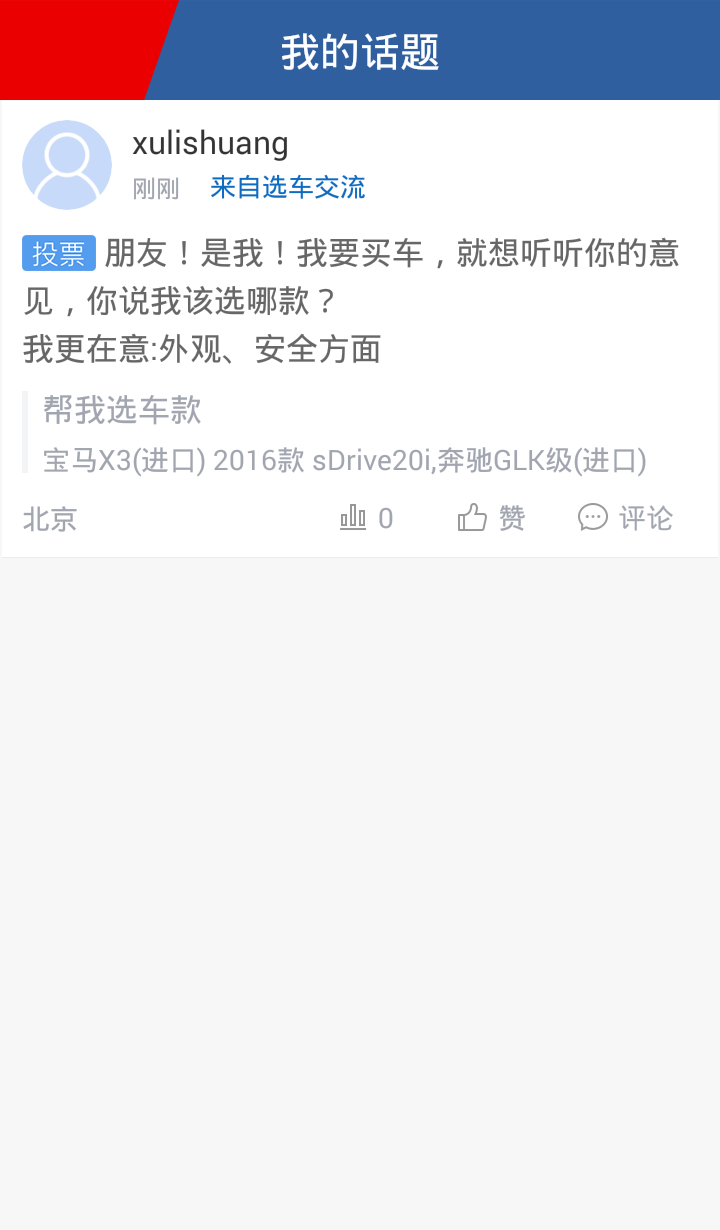 我的话题
xulishuang
刚刚 来自选车交流
投票 朋友！是我！我要买车，就想听听你的意
见，你说我该选哪款？
我更在意:外观、安全方面
帮我选车款
宝马X3(进口) 2016款 sDrive20i,奔驰GLK级(进口)
北京 0 赞 评论